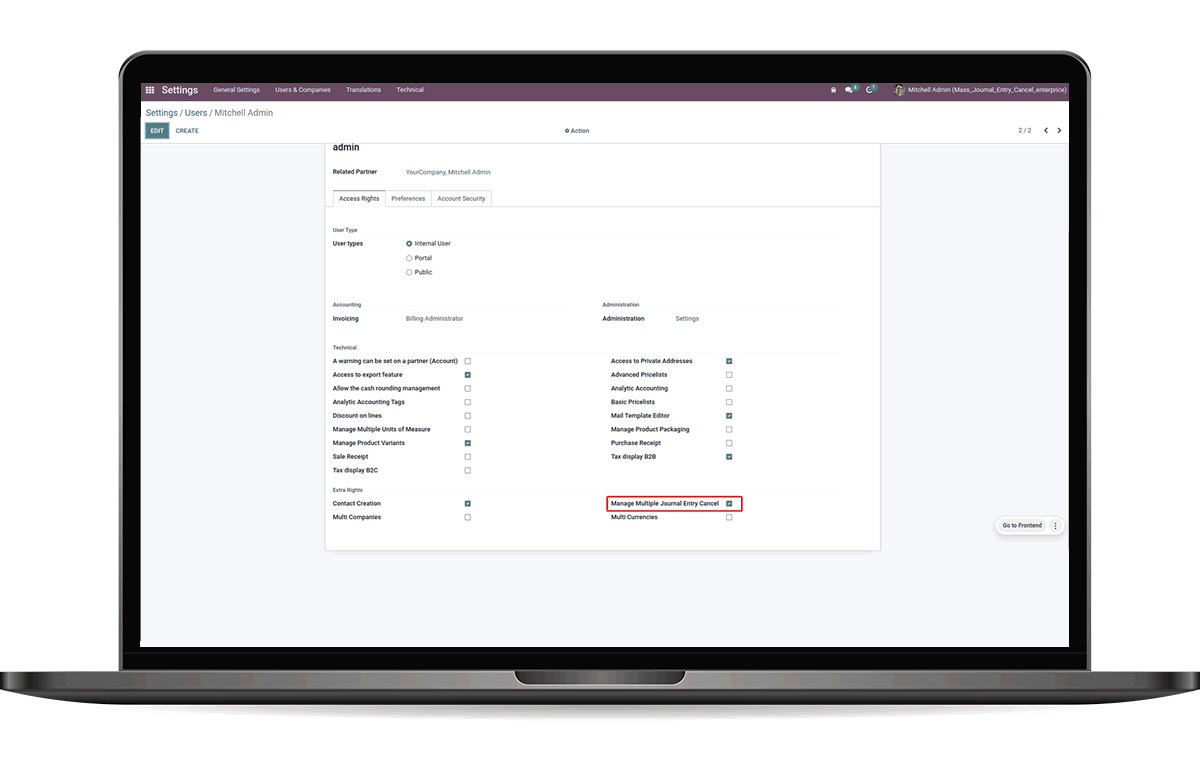 Settings General Settings Users & Companies Translations Technical 4 1 Mitchell Admin (Mass_Journal_Entry_Cancel_enterprice)
Settings / Users / Mitchell Admin
EDIT CREATE Action 2 / 2
admin
Related Partner YourCompany, Mitchell Admin
Access Rights Preferences Account Security
User Type
User types Internal User
Portal
Public
Accounting Administration
Invoicing Billing Administrator Administration Settings
Technical
A warning can be set on a partner (Account) Access to Private Addresses
Access to export feature Advanced Pricelists
Allow the cash rounding management Analytic Accounting
Analytic Accounting Tags Basic Pricelists
Discount on lines Mail Template Editor
Manage Multiple Units of Measure Manage Product Packaging
Manage Product Variants Purchase Receipt
Sale Receipt Tax display B2B
Tax display B2C
Extra Rights
Contact Creation Manage Multiple Journal Entry Cancel
Multi Companies Multi Currencies
Go to Frontend